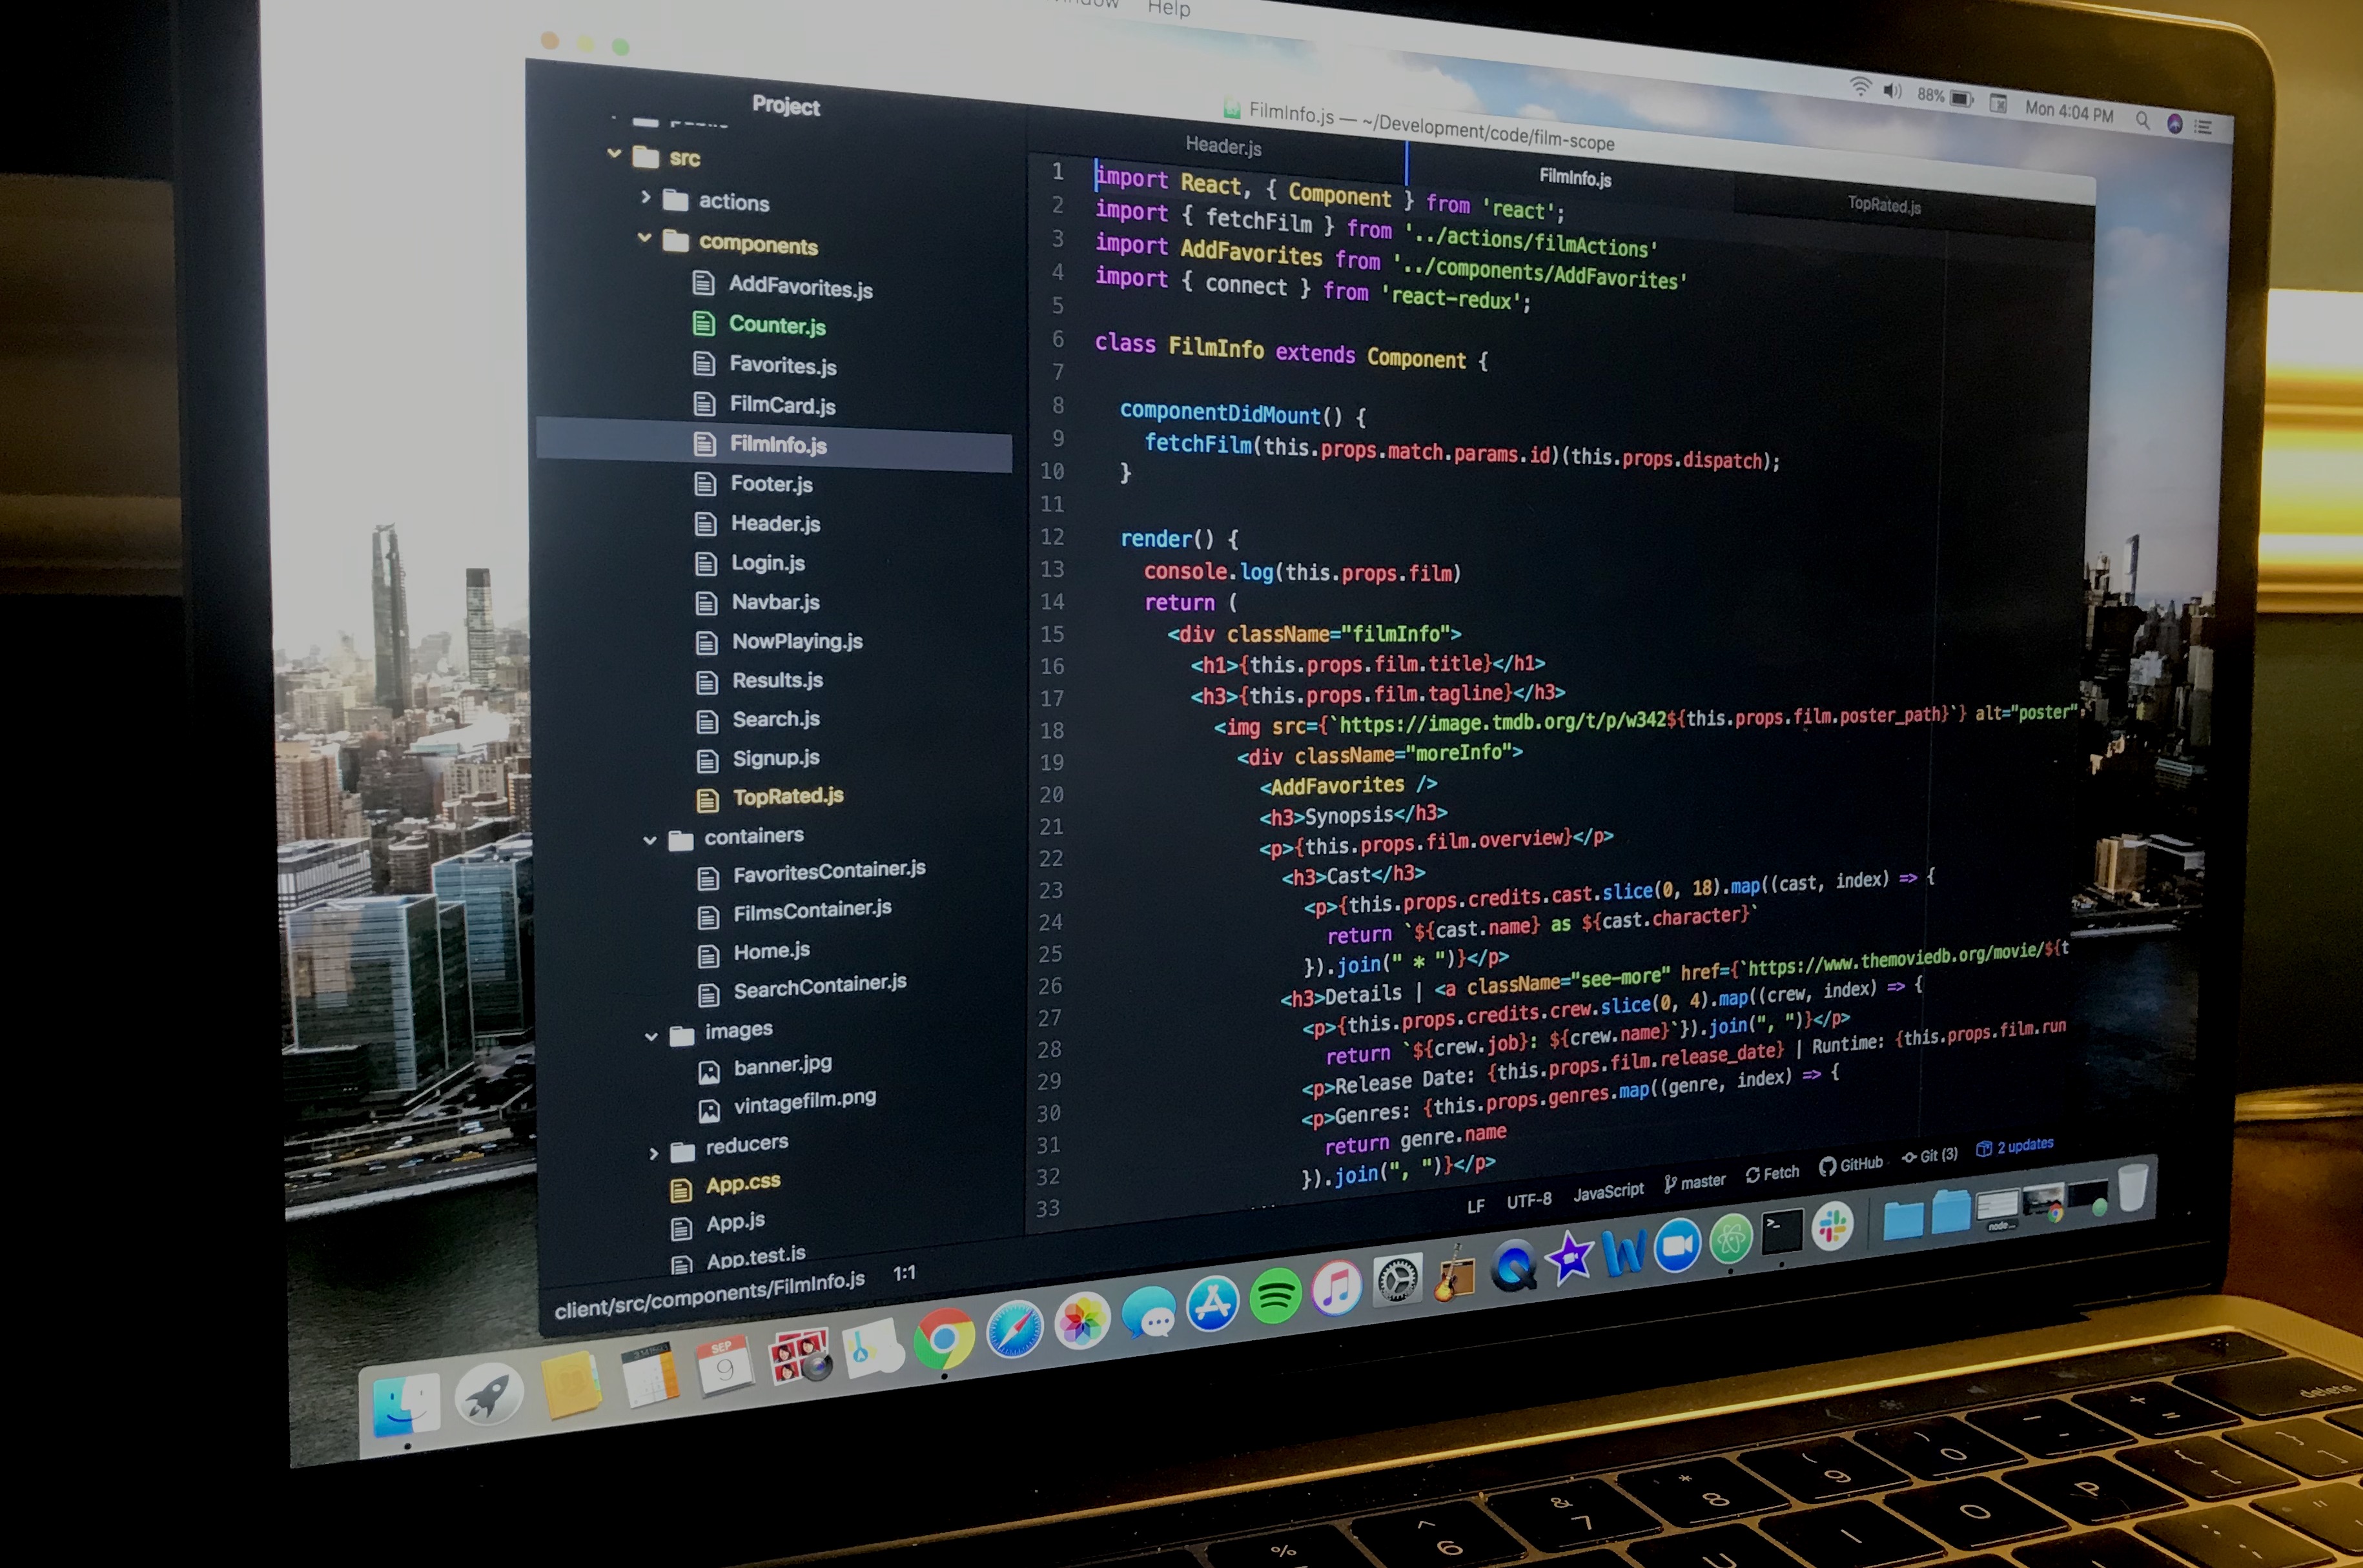 Window Help
88% Mon 4:04 PM
FilmInfo.js — ~/Development/code/film-scope
Project
src
actions
components
AddFavorites.js
Counter.js
Favorites.js
FilmCard.js
FilmInfo.js
Footer.js
Header.js
Login.js
Navbar.js
NowPlaying.js
Results.js
Search.js
Signup.js
TopRated.js
containers
FavoritesContainer.js
FilmsContainer.js
Home.js
SearchContainer.js
images
banner.jpg
vintagefilm.png
reducers
App.css
App.js
App.test.js
Header.js FilmInfo.js TopRated.js
1 import React, { Component } from 'react';
2 import { fetchFilm } from '../actions/filmActions'
3 import AddFavorites from '../components/AddFavorites'
4 import { connect } from 'react-redux';
5
6 class FilmInfo extends Component {
7
8 componentDidMount() {
9 fetchFilm(this.props.match.params.id)(this.props.dispatch);
10 }
11
12 render() {
13 console.log(this.props.film)
14 return (
15 <div className="filmInfo">
16 <h1>{this.props.film.title}</h1>
17 <h3>{this.props.film.tagline}</h3>
18 <img src={`https://image.tmdb.org/t/p/w342${this.props.film.poster_path}`} alt="poster"
19 <div className="moreInfo">
20 <AddFavorites />
21 <h3>Synopsis</h3>
22 <p>{this.props.film.overview}</p>
23 <h3>Cast</h3>
24 <p>{this.props.credits.cast.slice(0, 18).map((cast, index) => {
25 return `${cast.name} as ${cast.character}`
26 }).join(" * ")}</p>
27 <h3>Details | <a className="see-more" href={`https://www.themoviedb.org/movie/${t
28 <p>{this.props.credits.crew.slice(0, 4).map((crew, index) => {
29 return `${crew.job}: ${crew.name}`}).join(", ")}</p>
30 <p>Release Date: {this.props.film.release_date} | Runtime: {this.props.film.run
31 <p>Genres: {this.props.genres.map((genre, index) => {
32 return genre.name
33 }).join(", ")}</p>
client/src/components/FilmInfo.js 1:1
LF UTF-8 JavaScript master Fetch GitHub Git (3) 2 updates
SEP
9
node...
delete
% ^ 6 & 7 * 8 ( 9 ) 0 - + =
U I O P { [ } ]